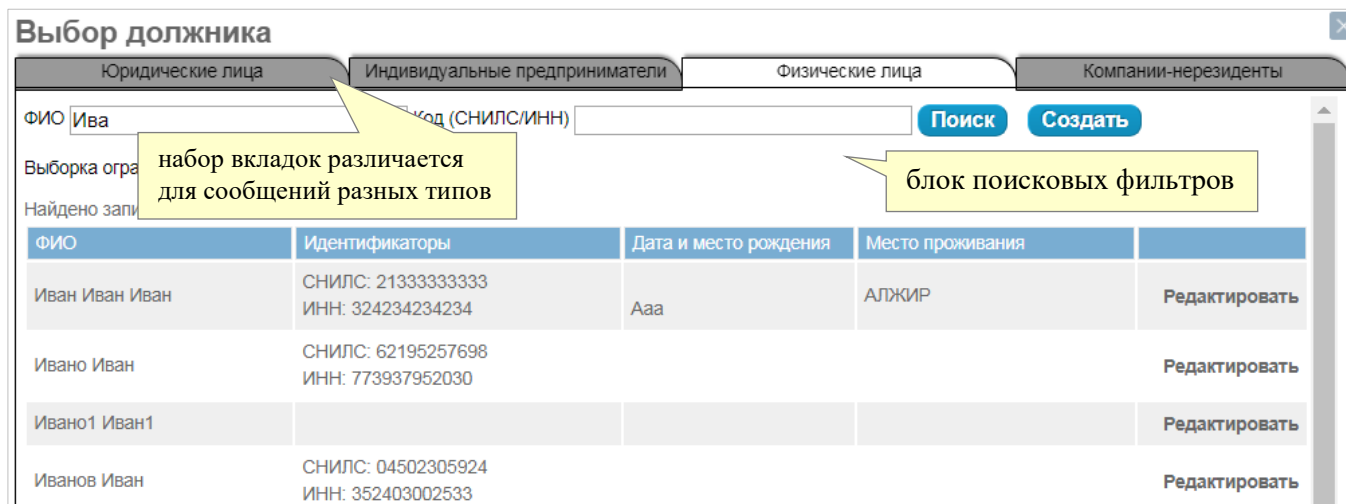 Выбор должника
Юридические лица
Индивидуальные предприниматели
Физические лица
Компании-нерезиденты
ФИО Ива
(СНИЛС/ИНН)
Поиск
Создать
набор вкладок различается
для сообщений разных типов
блок поисковых фильтров
Выборка
Найдено
ФИО
Идентификаторы
Дата и место рождения
Место проживания
Иван Иван Иван
СНИЛС: 21333333333
ИНН: 324234234234
Ааа
АЛЖИР
Редактировать
Ивано Иван
СНИЛС: 62195257698
ИНН: 773937952030
Редактировать
Ивано1 Иван1
Редактировать
Иванов Иван
СНИЛС: 04502305924
ИНН: 352403002533
Редактировать